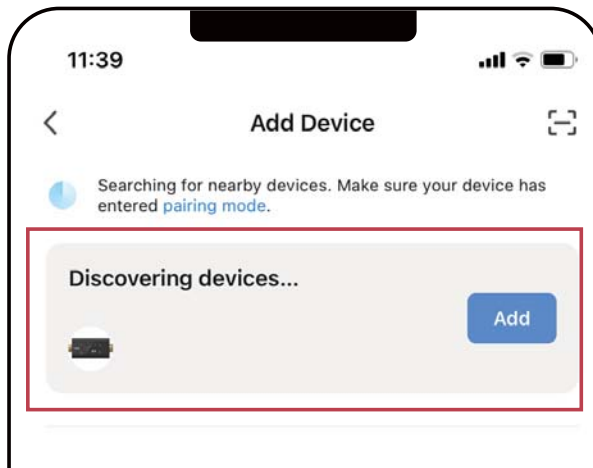 11:39
Add Device
Searching for nearby devices. Make sure your device has
entered pairing mode.
Discovering devices...
Add